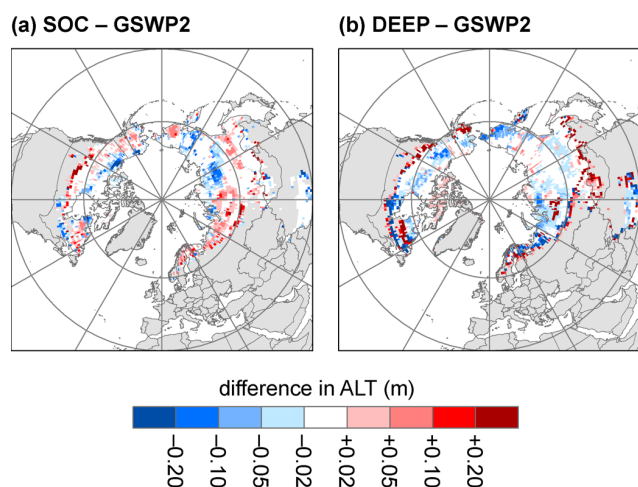 (a) SOC – GSWP2
(b) DEEP – GSWP2
difference in ALT (m)
−0.20
−0.10
−0.05
−0.02
+0.02
+0.05
+0.10
+0.20